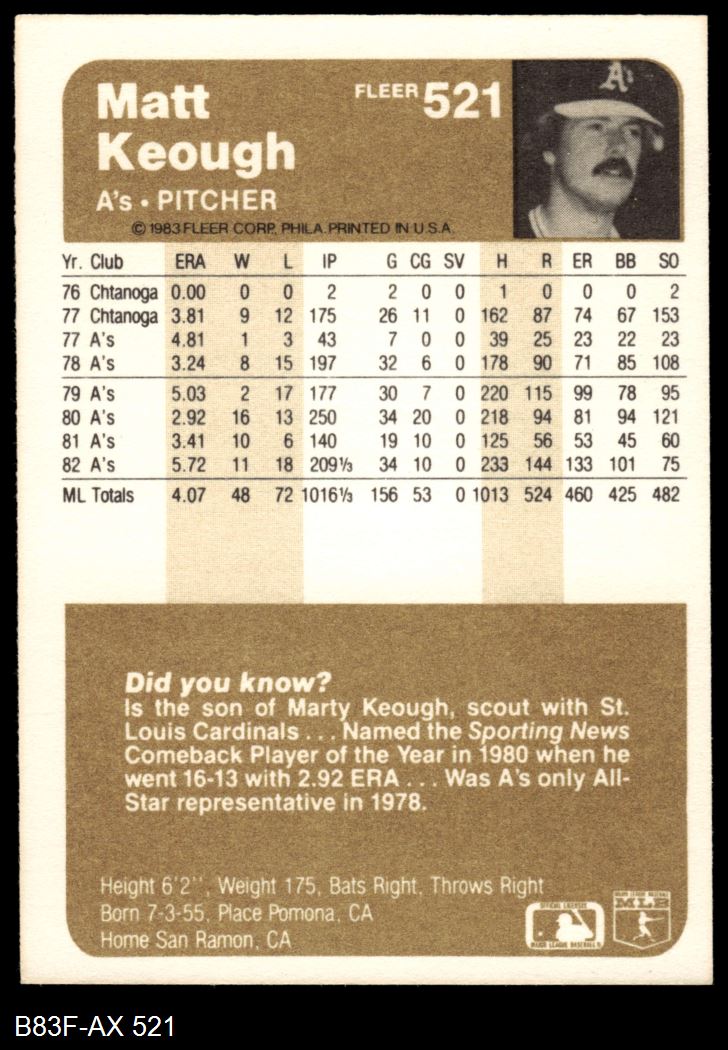 Matt
Keough
FLEER 521
A's
A's • PITCHER
© 1983 FLEER CORP. PHILA. PRINTED IN U.S.A.
Yr. Club ERA W L IP G CG SV H R ER BB SO
76 Chtanoga 0.00 0 0 2 2 0 0 1 0 0 0 2
77 Chtanoga 3.81 9 12 175 26 11 0 162 87 74 67 153
77 A's 4.81 1 3 43 7 0 0 39 25 23 22 23
78 A's 3.24 8 15 197 32 6 0 178 90 71 85 108
79 A's 5.03 2 17 177 30 7 0 220 115 99 78 95
80 A's 2.92 16 13 250 34 20 0 218 94 81 94 121
81 A's 3.41 10 6 140 19 10 0 125 56 53 45 60
82 A's 5.72 11 18 209⅓ 34 10 0 233 144 133 101 75
ML Totals 4.07 48 72 1016⅓ 156 53 0 1013 524 460 425 482
Did you know?
Is the son of Marty Keough, scout with St.
Louis Cardinals . . . Named the Sporting News
Comeback Player of the Year in 1980 when he
went 16-13 with 2.92 ERA . . . Was A's only All-
Star representative in 1978.
Height 6'2'', Weight 175, Bats Right, Throws Right
Born 7-3-55, Place Pomona, CA
Home San Ramon, CA
OFFICIAL LICENSEE
MAJOR LEAGUE BASEBALL
MAJOR LEAGUE BASEBALL
MLB
B83F-AX 521